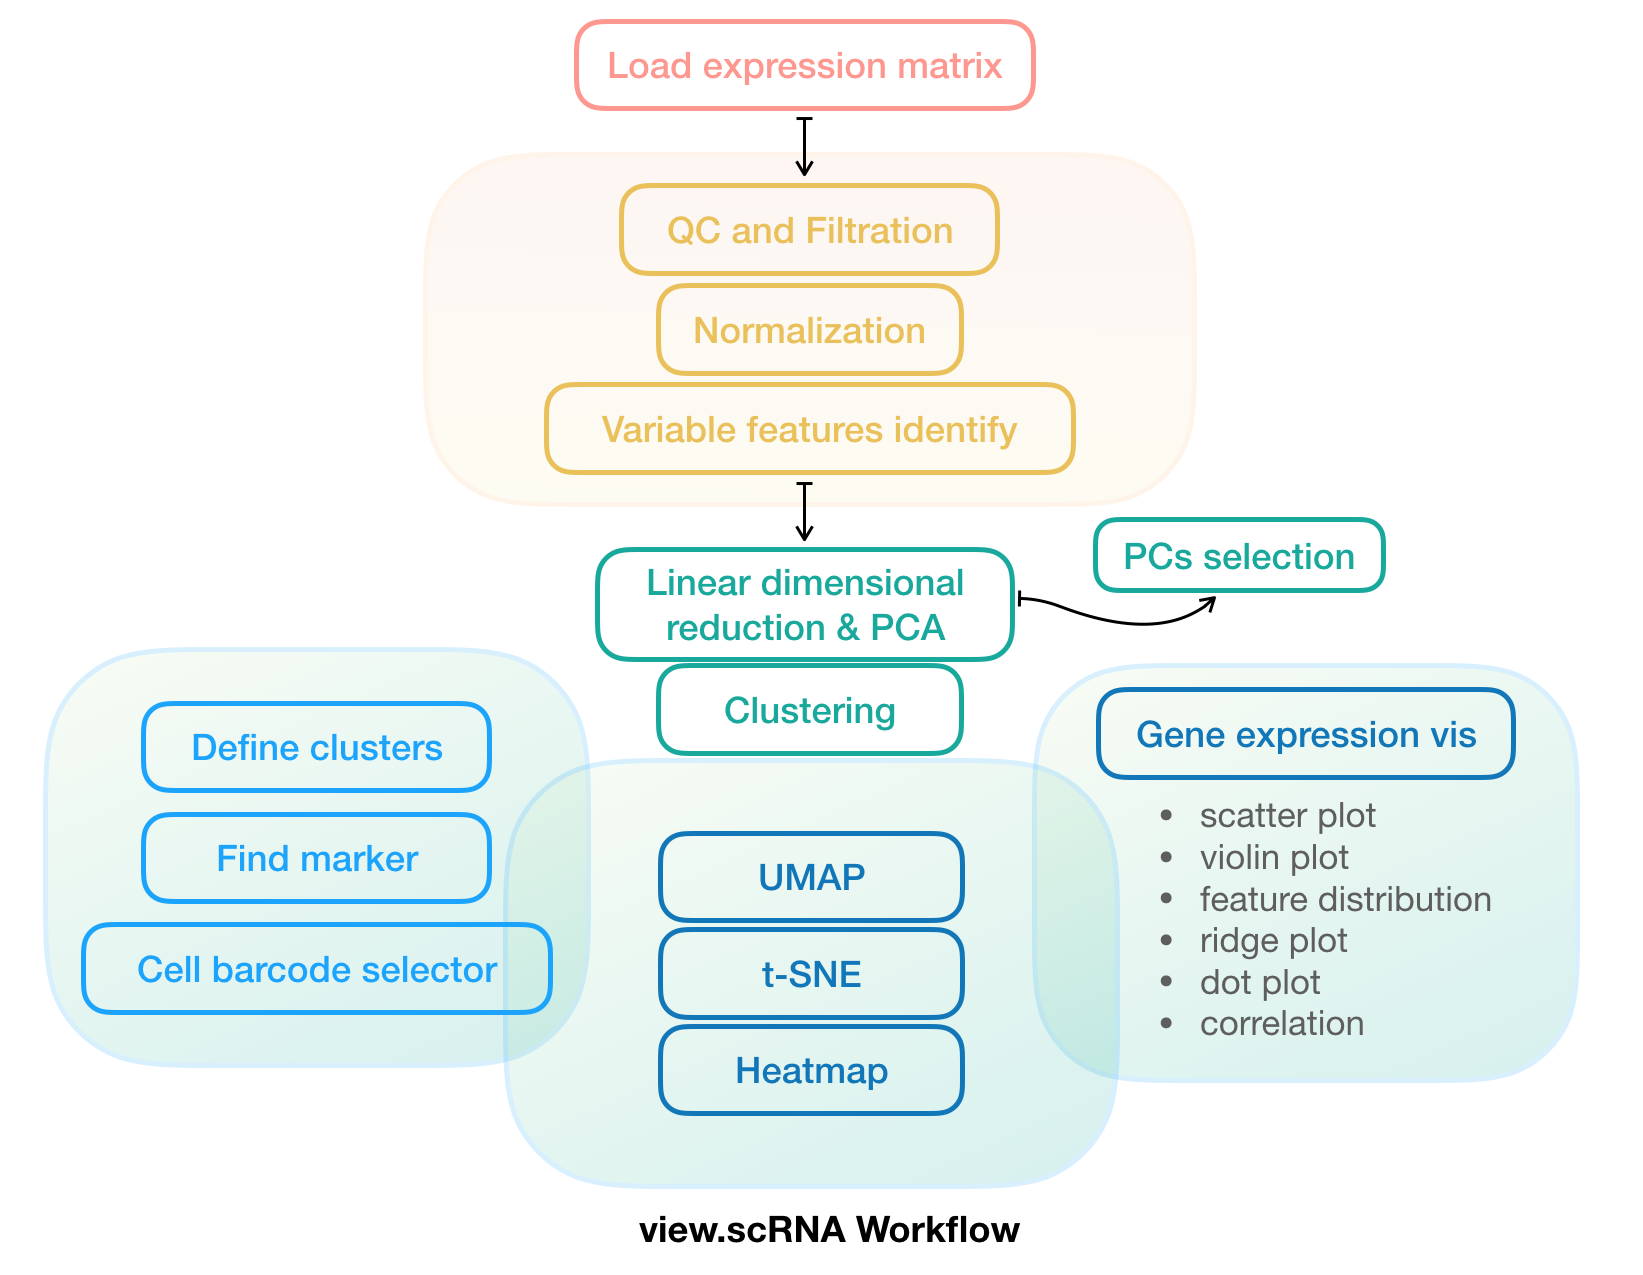 Load expression matrix
QC and Filtration
Normalization
Variable features identify
Linear dimensional
reduction & PCA
PCs selection
Clustering
Define clusters
Find marker
Cell barcode selector
UMAP
t-SNE
Heatmap
Gene expression vis
• scatter plot
• violin plot
• feature distribution
• ridge plot
• dot plot
• correlation
view.scRNA Workflow